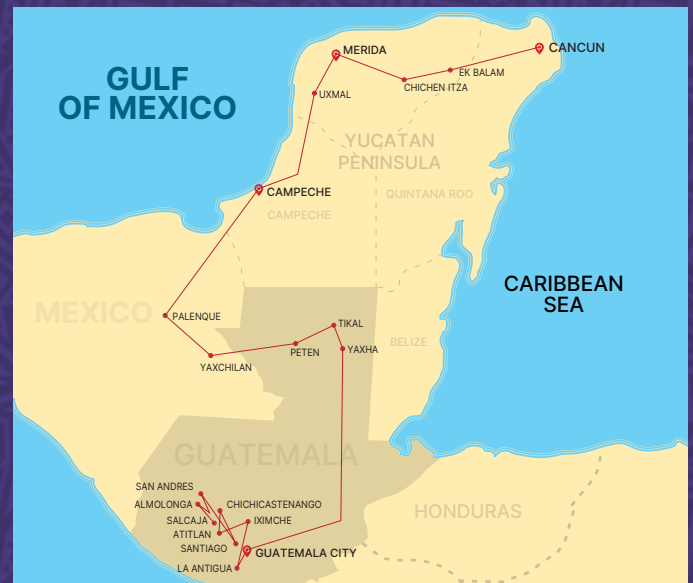 MERIDA
CANCUN
GULF
OF MEXICO
EK BALAM
CHICHEN ITZA
UXMAL
YUCATAN
PENINSULA
CAMPECHE
QUINTANA ROO
CAMPECHE
CARIBBEAN
SEA
MEXICO
PALENQUE
TIKAL
BELIZE
PETEN
YAXHA
YAXCHILAN
GUATEMALA
SAN ANDRES
ALMOLONGA
CHICHICASTENANGO
SALCAJA
IXIMCHE
HONDURAS
ATITLAN
SANTIAGO
GUATEMALA CITY
LA ANTIGUA